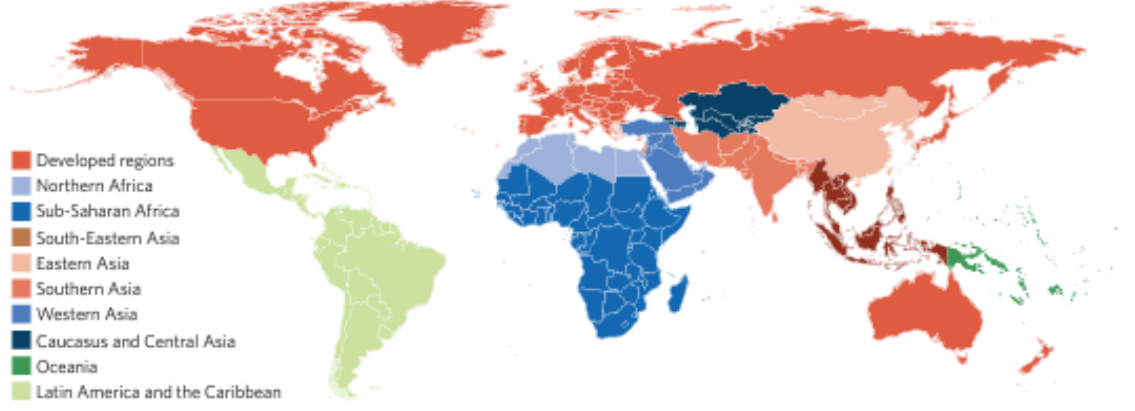 Developed regions
Northern Africa
Sub-Saharan Africa
South-Eastern Asia
Eastern Asia
Southern Asia
Western Asia
Caucasus and Central Asia
Oceania
Latin America and the Caribbean